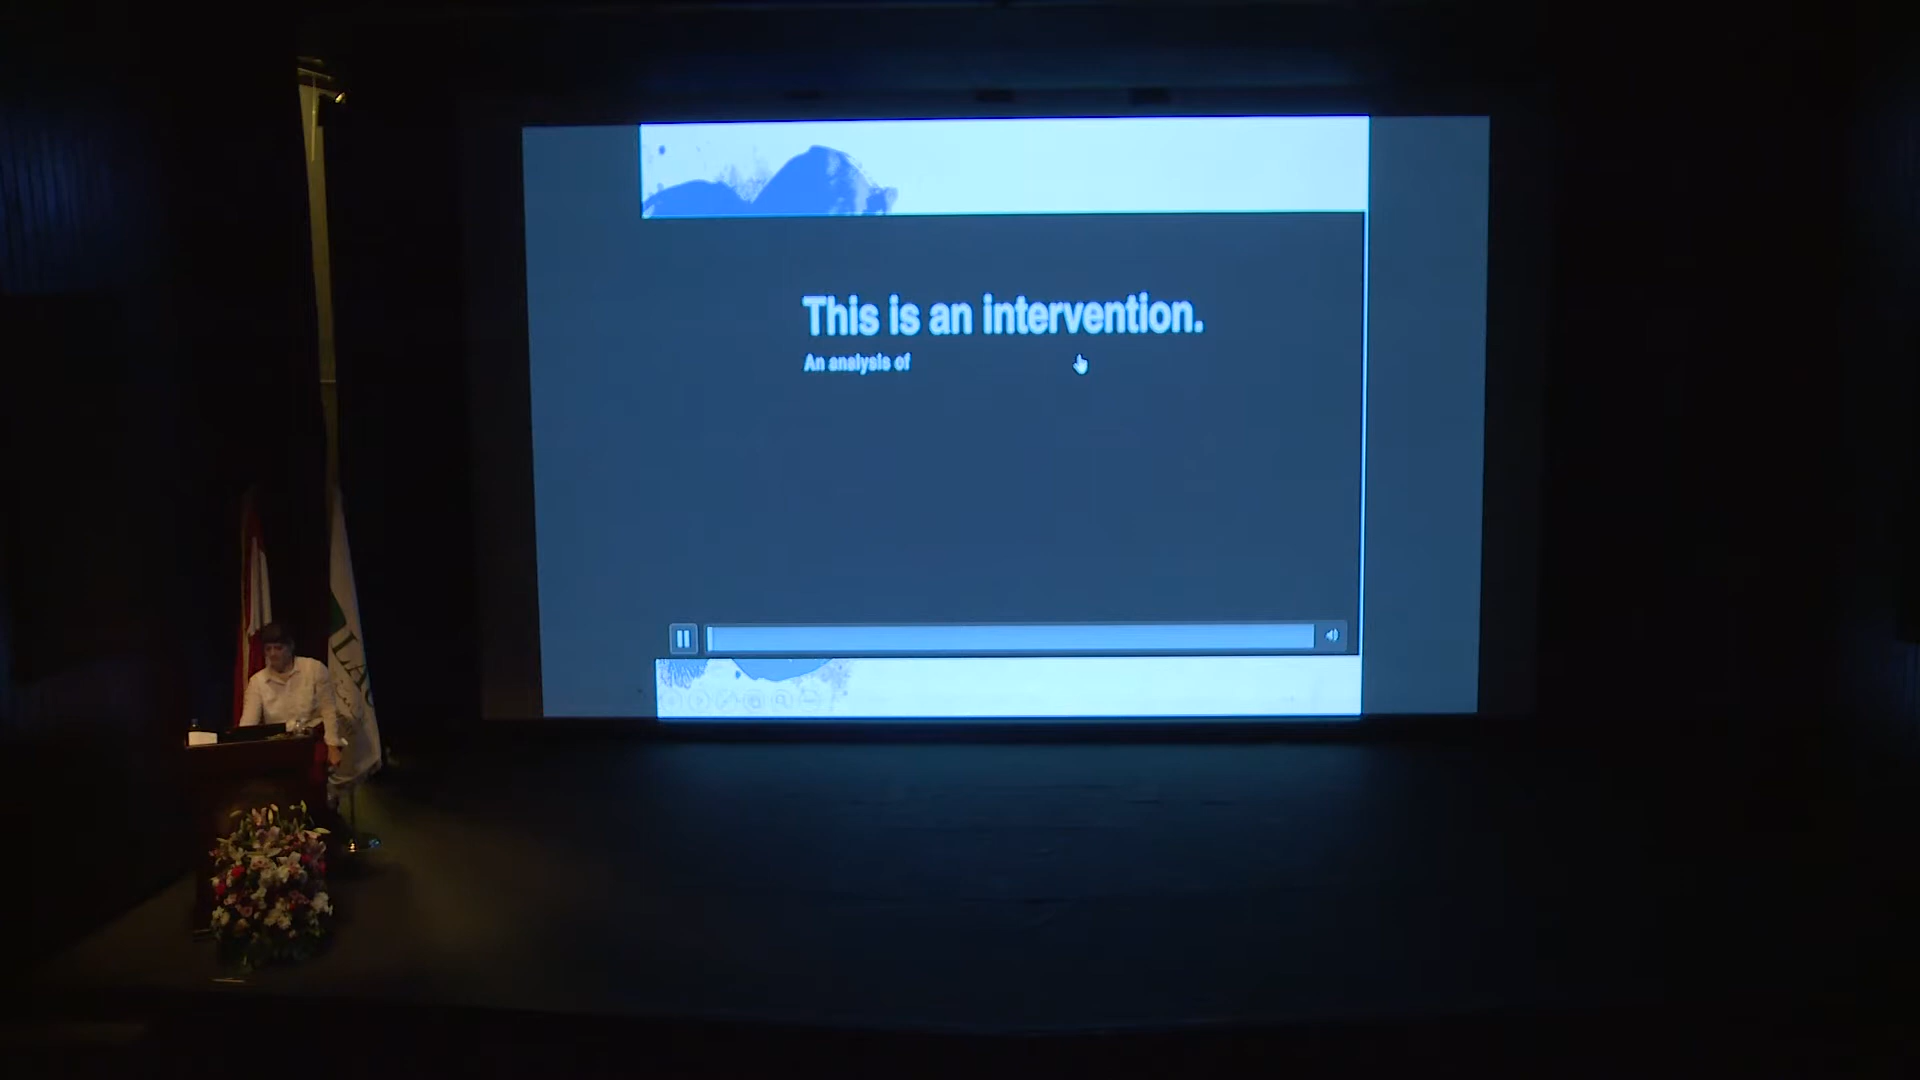 This is an intervention.
An analysis of